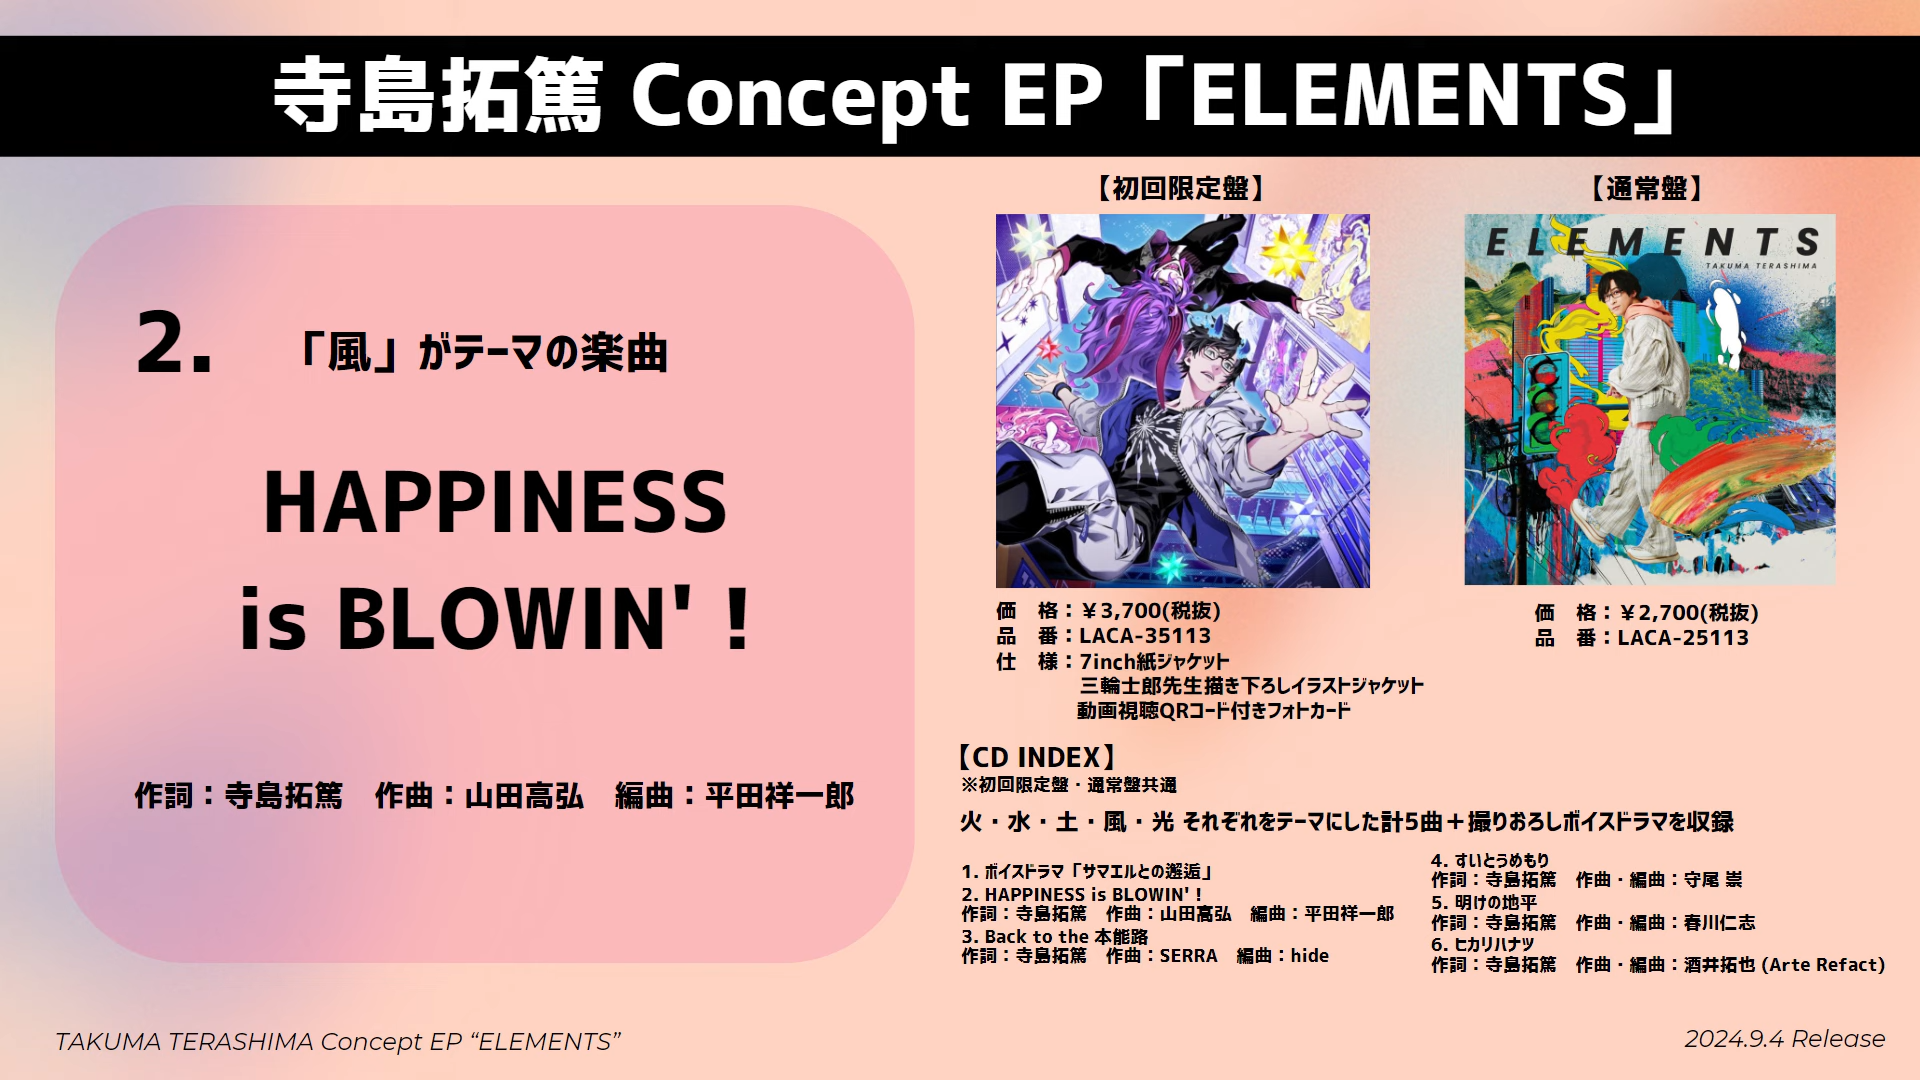 寺島拓篤 Concept EP「ELEMENTS」
2.
「風」がテーマの楽曲
HAPPINESS
is BLOWIN' !
作詞：寺島拓篤　作曲：山田高弘　編曲：平田祥一郎
【初回限定盤】
価　格：¥3,700(税抜)
品　番：LACA-35113
仕　様：7inch紙ジャケット
三輪士郎先生描き下ろしイラストジャケット
動画視聴QRコード付きフォトカード
【通常盤】
ELEMENTS
TAKUMA TERASHIMA
価　格：¥2,700(税抜)
品　番：LACA-25113
【CD INDEX】
※初回限定盤・通常盤共通
火・水・土・風・光 それぞれをテーマにした計5曲＋撮りおろしボイスドラマを収録
1. ボイスドラマ「サマエルとの邂逅」
2. HAPPINESS is BLOWIN' !
作詞：寺島拓篤　作曲：山田高弘　編曲：平田祥一郎
3. Back to the 本能路
作詞：寺島拓篤　作曲：SERRA　編曲：hide
4. すいとうめもり
作詞：寺島拓篤　作曲・編曲：守尾 崇
5. 明けの地平
作詞：寺島拓篤　作曲・編曲：春川仁志
6. ヒカリハナツ
作詞：寺島拓篤　作曲・編曲：酒井拓也 (Arte Refact)
TAKUMA TERASHIMA Concept EP “ELEMENTS”
2024.9.4 Release